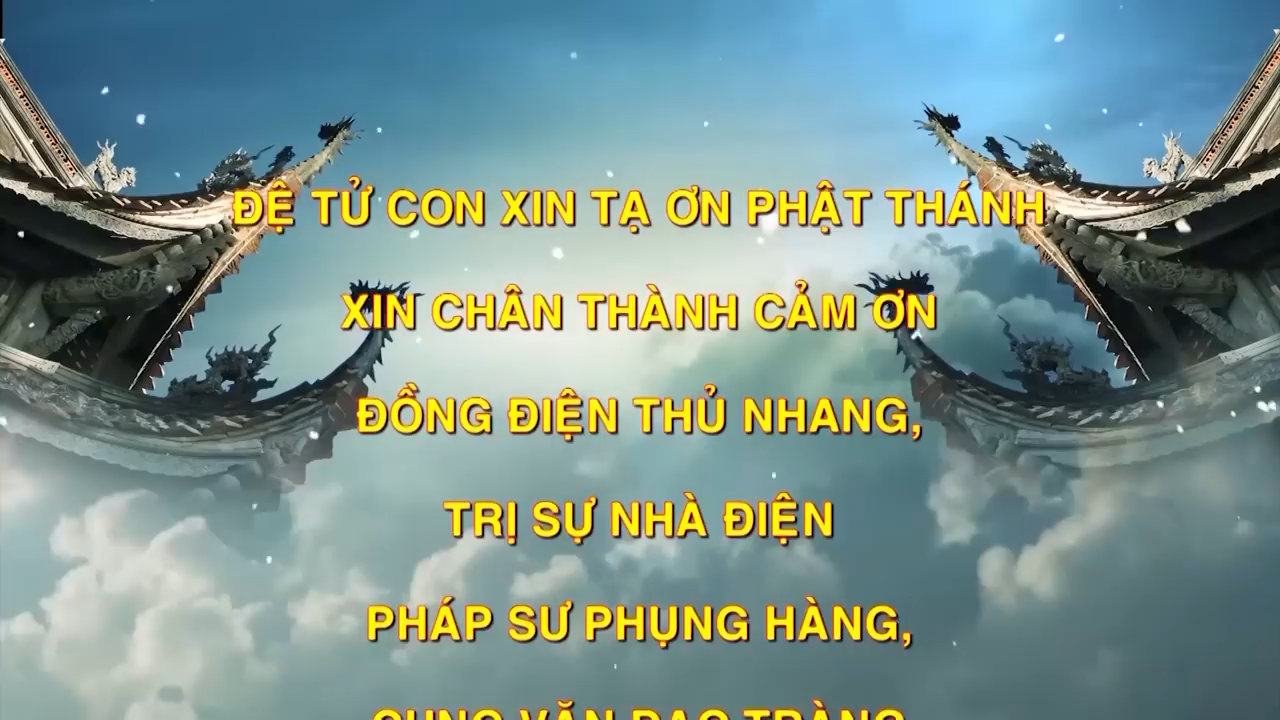 ĐỆ TỬ CON XIN TẠ ƠN PHẬT THÁNH
XIN CHÂN THÀNH CẢM ƠN
ĐỒNG ĐIỆN THỦ NHANG,
TRỊ SỰ NHÀ ĐIỆN
PHÁP SƯ PHỤNG HÀNG,
CUNG VĂN ĐẠO TRÀNG